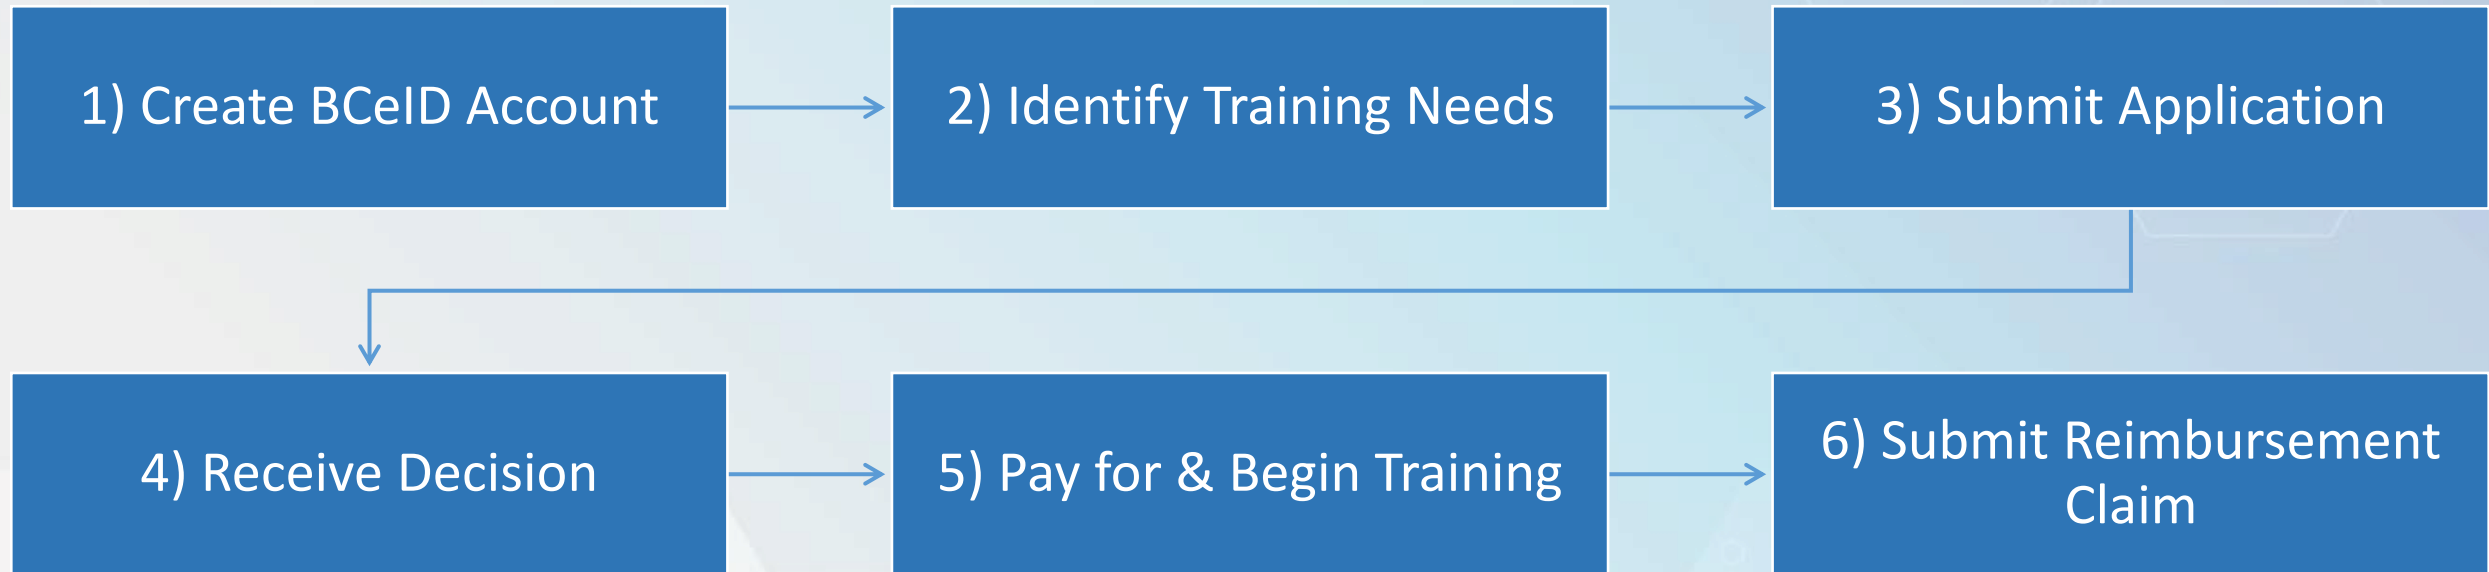 1) Create BCeID Account
2) Identify Training Needs
3) Submit Application
4) Receive Decision
5) Pay for & Begin Training
6) Submit Reimbursement
Claim